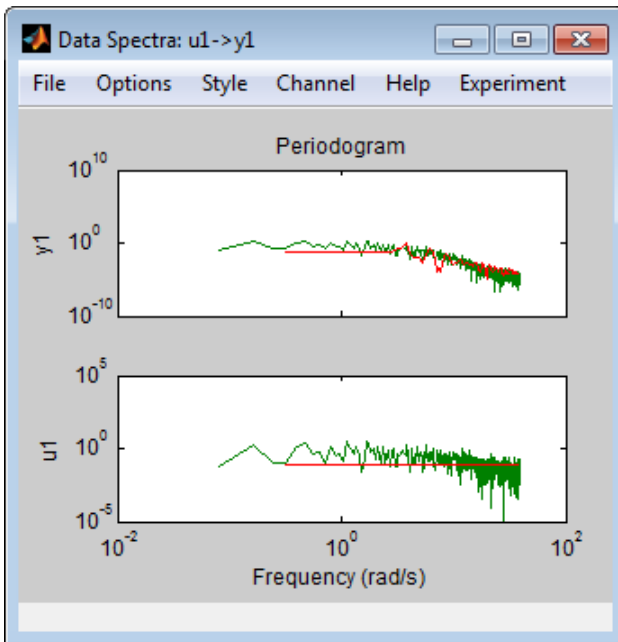 Data Spectra: u1->y1
File Options Style Channel Help Experiment
Periodogram
10^10
10^0
10^-10
y1
10^5
10^0
10^-5
u1
10^-2 10^0 10^2
Frequency (rad/s)